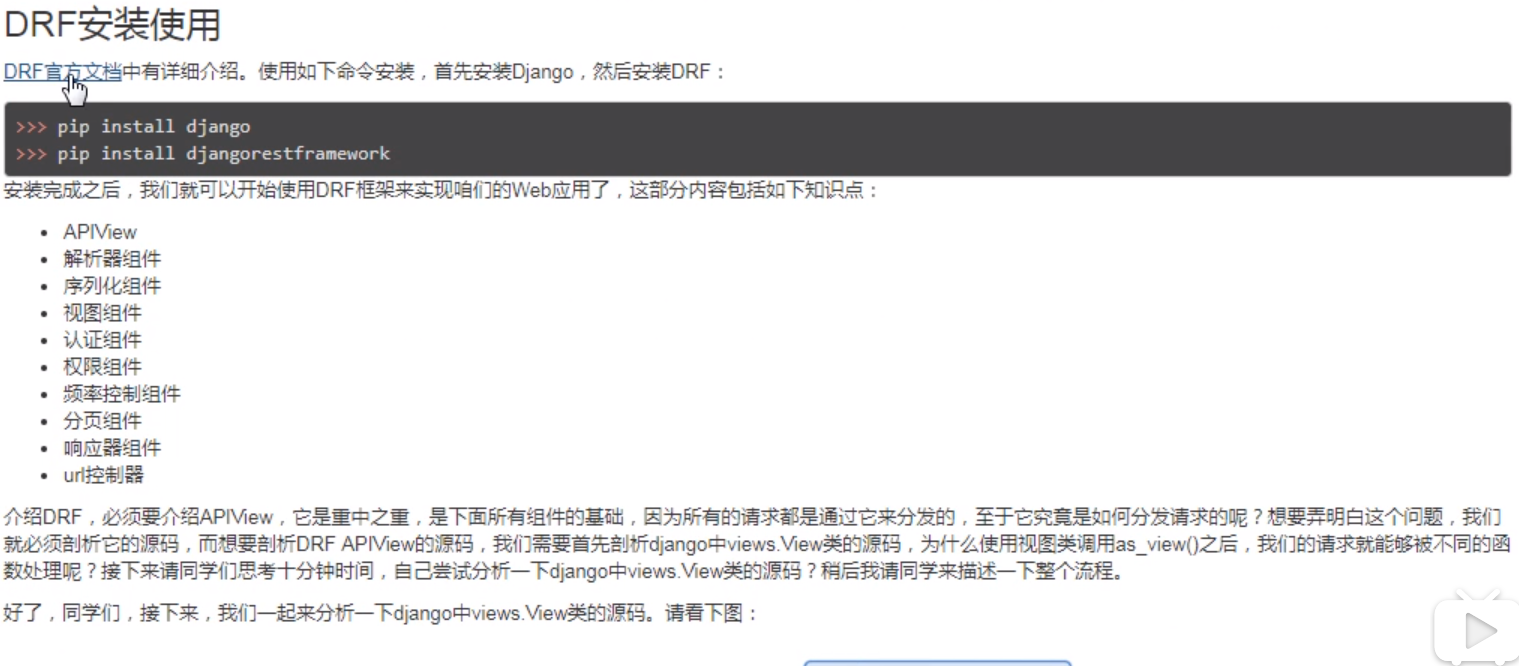 DRF安装使用
DRF官方文档中有详细介绍。使用如下命令安装，首先安装Django，然后安装DRF：
>>> pip install django
>>> pip install djangorestframework
安装完成之后，我们就可以开始使用DRF框架来实现咱们的Web应用了，这部分内容包括如下知识点：
• APIView
• 解析器组件
• 序列化组件
• 视图组件
• 认证组件
• 权限组件
• 频率控制组件
• 分页组件
• 响应器组件
• url控制器
介绍DRF，必须要介绍APIView，它是重中之重，是下面所有组件的基础，因为所有的请求都是通过它来分发的，至于它究竟是如何分发请求的呢？想要弄明白这个问题，我们
就必须剖析它的源码，而想要剖析DRF APIView的源码，我们需要首先剖析django中views.View类的源码，为什么使用视图类调用as_view()之后，我们的请求就能够被不同的函
数处理呢？接下来请同学们思考十分钟时间，自己尝试分析一下django中views.View类的源码？稍后我请同学来描述一下整个流程。
好了，同学们，接下来，我们一起来分析一下django中views.View类的源码。请看下图：